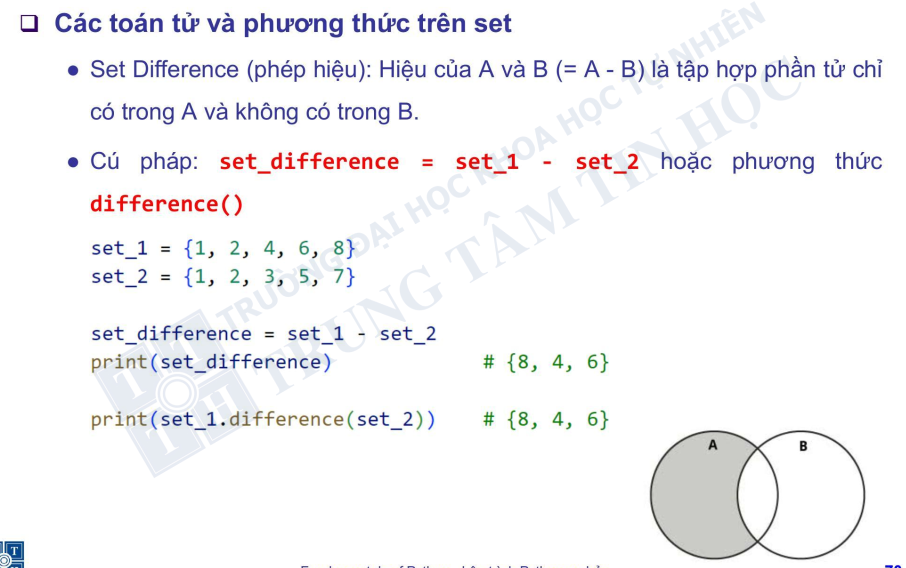 Các toán tử và phương thức trên set
● Set Difference (phép hiệu): Hiệu của A và B (= A - B) là tập hợp phần tử chỉ
có trong A và không có trong B.
● Cú pháp: set_difference = set_1 - set_2 hoặc phương thức
difference()
set_1 = {1, 2, 4, 6, 8}
set_2 = {1, 2, 3, 5, 7}
set_difference = set_1 - set_2
print(set_difference) # {8, 4, 6}
print(set_1.difference(set_2)) # {8, 4, 6}
A B
TRƯỜNG ĐẠI HỌC KHOA HỌC TỰ NHIÊN
TRUNG TÂM TIN HỌC
T T H
T